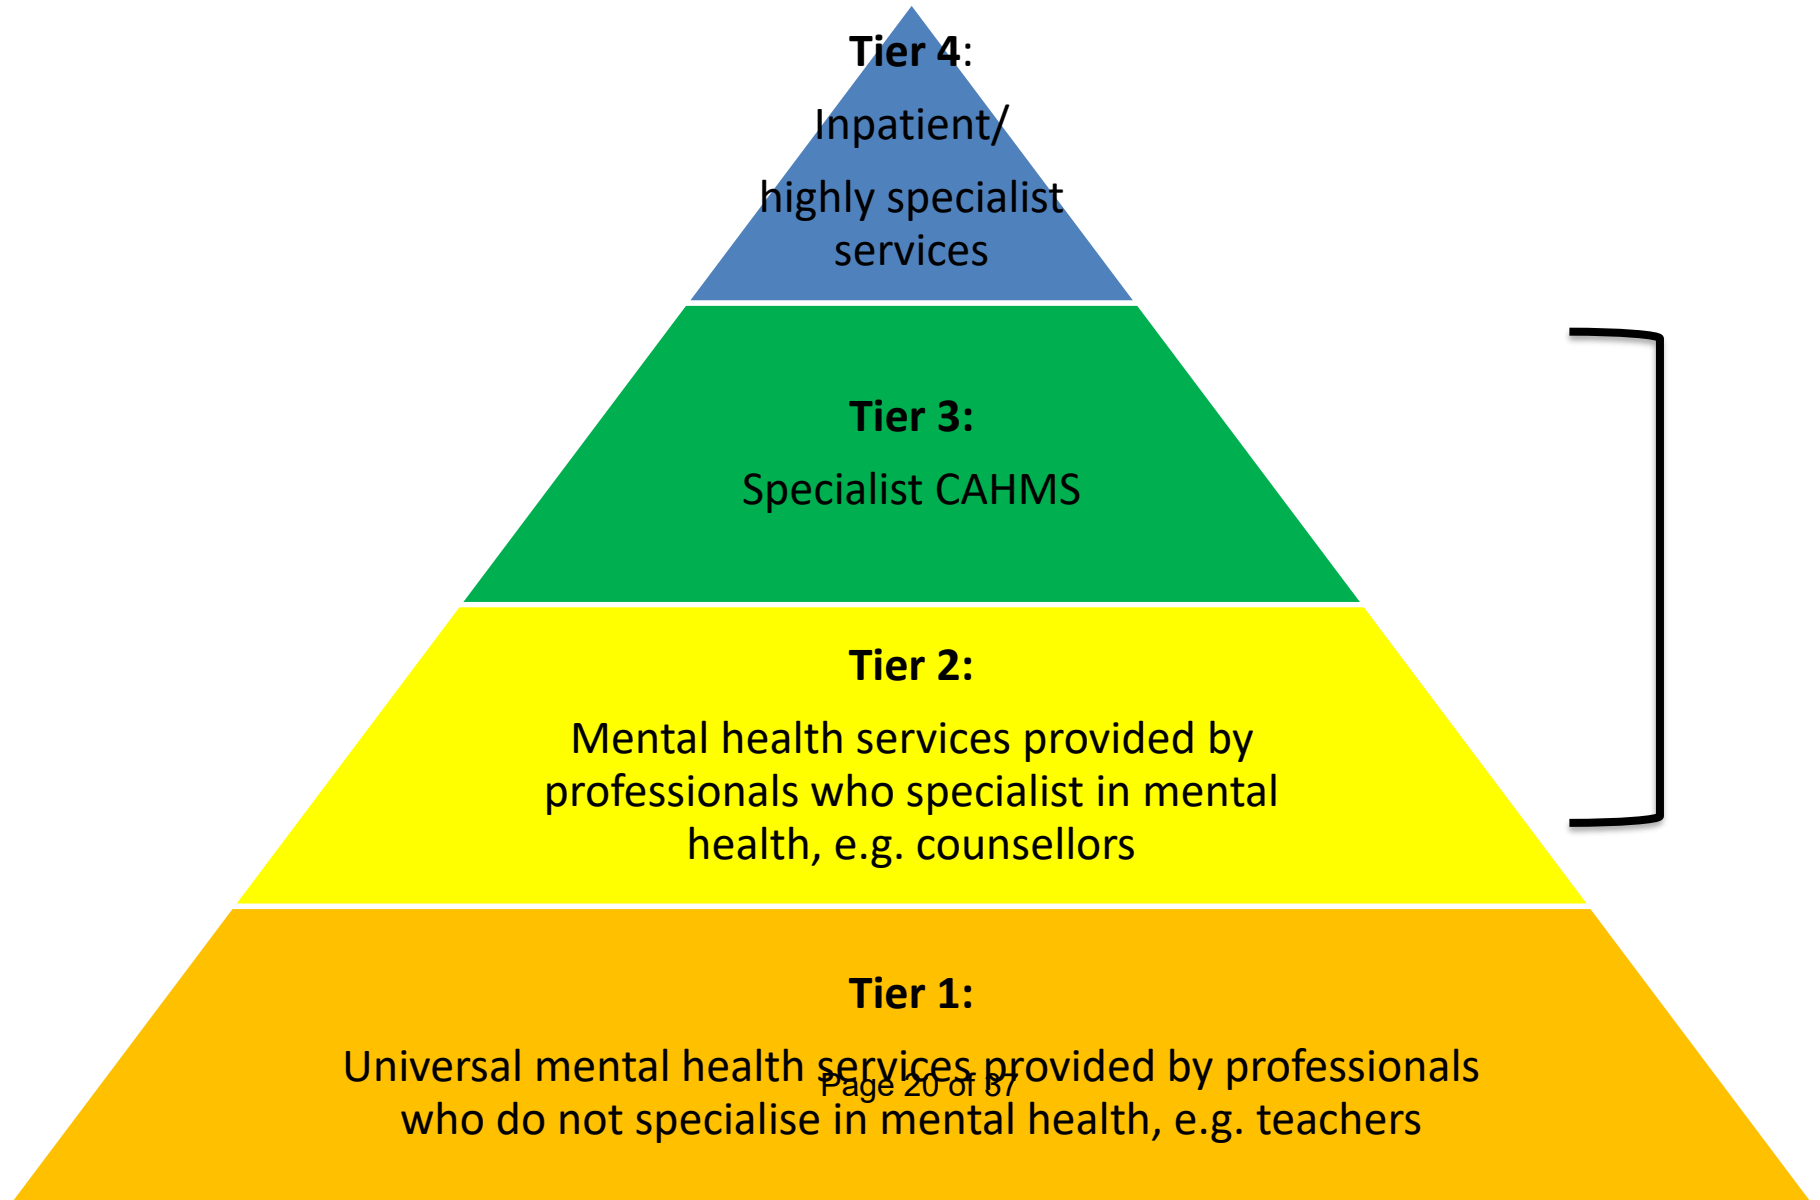 Tier 4:
Inpatient/
highly specialist
services
Tier 3:
Specialist CAHMS
Tier 2:
Mental health services provided by
professionals who specialist in mental
health, e.g. counsellors
Tier 1:
Universal mental health services provided by professionals
Page 20 of 37
who do not specialise in mental health, e.g. teachers